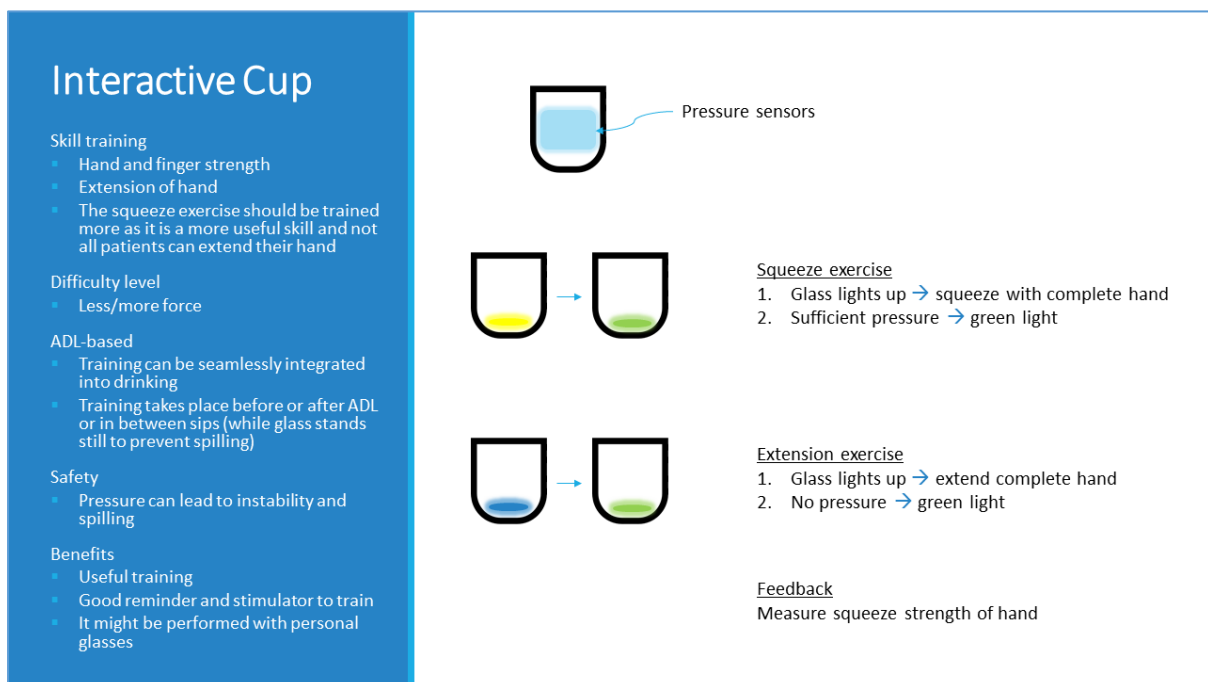 Interactive Cup
Skill training
Hand and finger strength
Extension of hand
The squeeze exercise should be trained
more as it is a more useful skill and not
all patients can extend their hand
Difficulty level
Less/more force
ADL-based
Training can be seamlessly integrated
into drinking
Training takes place before or after ADL
or in between sips (while glass stands
still to prevent spilling)
Safety
Pressure can lead to instability and
spilling
Benefits
Useful training
Good reminder and stimulator to train
It might be performed with personal
glasses
Pressure sensors
Squeeze exercise
1. Glass lights up → squeeze with complete hand
2. Sufficient pressure → green light
Extension exercise
1. Glass lights up → extend complete hand
2. No pressure → green light
Feedback
Measure squeeze strength of hand